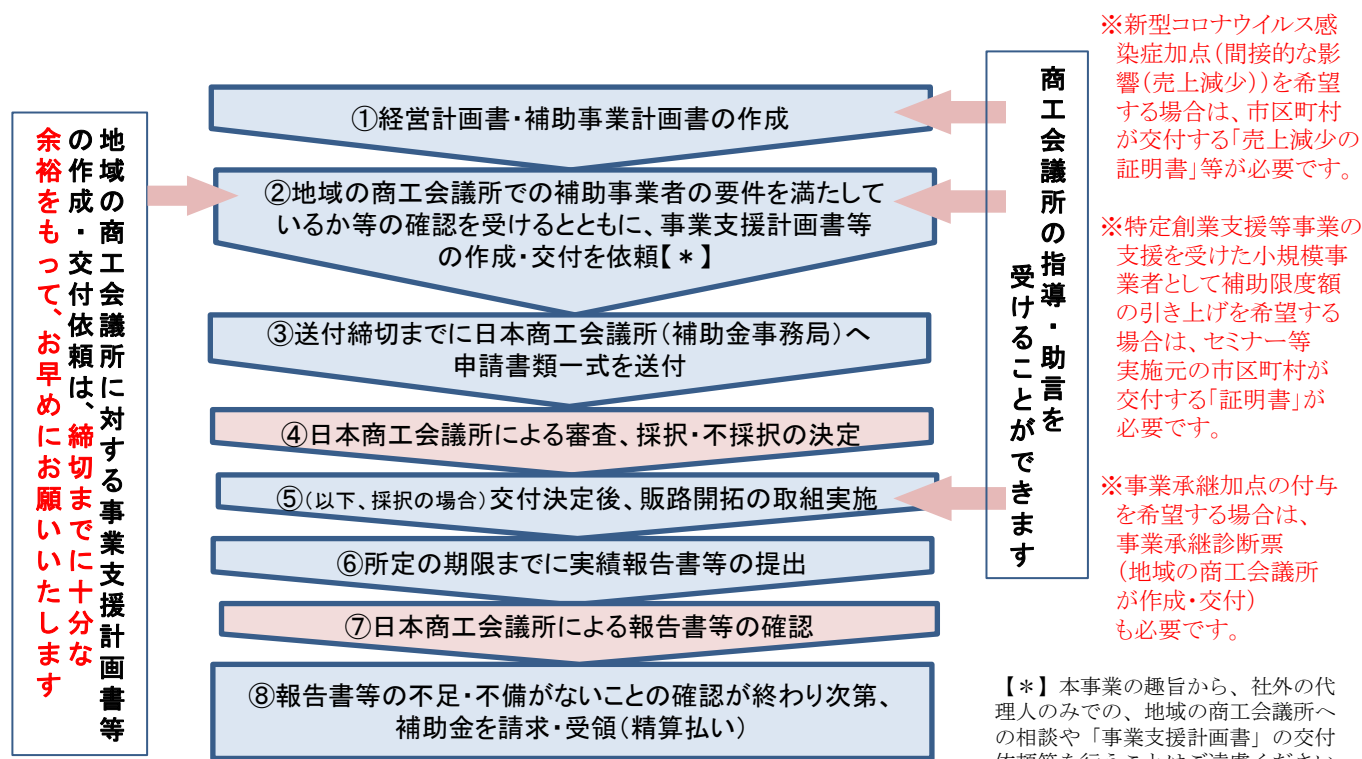 地域の商工会議所に対する事業支援計画書等
の作成・交付依頼は、締切までに十分な
余裕をもって、お早めにお願いいたします
①経営計画書・補助事業計画書の作成
②地域の商工会議所での補助事業者の要件を満たして
いるか等の確認を受けるとともに、事業支援計画書等
の作成・交付を依頼【＊】
③送付締切までに日本商工会議所（補助金事務局）へ
申請書類一式を送付
④日本商工会議所による審査、採択・不採択の決定
⑤（以下、採択の場合）交付決定後、販路開拓の取組実施
⑥所定の期限までに実績報告書等の提出
⑦日本商工会議所による報告書等の確認
⑧報告書等の不足・不備がないことの確認が終わり次第、
補助金を請求・受領（精算払い）
商工会議所の指導・助言を
受けることができます
※新型コロナウイルス感
染症加点（間接的な影
響（売上減少））を希望
する場合は、市区町村
が交付する「売上減少の
証明書」等が必要です。
※特定創業支援等事業の
支援を受けた小規模事
業者として補助限度額
の引き上げを希望する
場合は、セミナー等
実施元の市区町村が
交付する「証明書」が
必要です。
※事業承継加点の付与
を希望する場合は、
事業承継診断票
（地域の商工会議所
が作成・交付）
も必要です。
【＊】本事業の趣旨から、社外の代
理人のみでの、地域の商工会議所へ
の相談や「事業支援計画書」の交付
依頼等を行うことはご遠慮ください